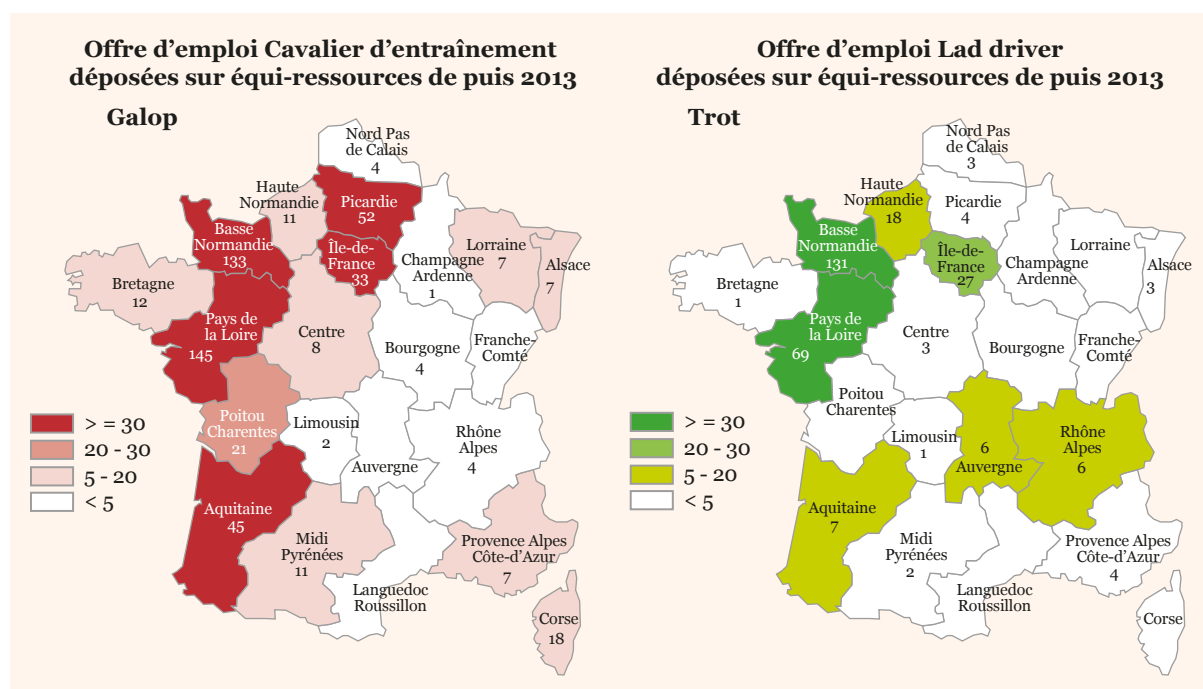 Offre d’emploi Cavalier d’entraînement
déposées sur équi-ressources de puis 2013
Galop
Nord Pas
de Calais
4
Haute
Normandie
11
Picardie
52
Basse
Normandie
133
Île-de-
France
33
Champagne
Ardenne
1
Lorraine
7
Alsace
7
Bretagne
12
Pays de
la Loire
145
Centre
8
Bourgogne
4
Franche-
Comté
Poitou
Charentes
21
Limousin
2
Auvergne
Rhône
Alpes
4
Aquitaine
45
Midi
Pyrénées
11
Languedoc
Roussillon
Provence Alpes
Côte-d’Azur
7
Corse
18
> = 30
20 - 30
5 - 20
< 5
Offre d’emploi Lad driver
déposées sur équi-ressources de puis 2013
Trot
Nord Pas
de Calais
3
Haute
Normandie
18
Picardie
4
Basse
Normandie
131
Île-de-
France
27
Champagne
Ardenne
Lorraine
Alsace
3
Bretagne
1
Pays de
la Loire
69
Centre
3
Bourgogne
Franche-
Comté
Poitou
Charentes
Limousin
1
6
Auvergne
Rhône
Alpes
6
Aquitaine
7
Midi
Pyrénées
2
Languedoc
Roussillon
Provence Alpes
Côte-d’Azur
4
Corse
> = 30
20 - 30
5 - 20
< 5